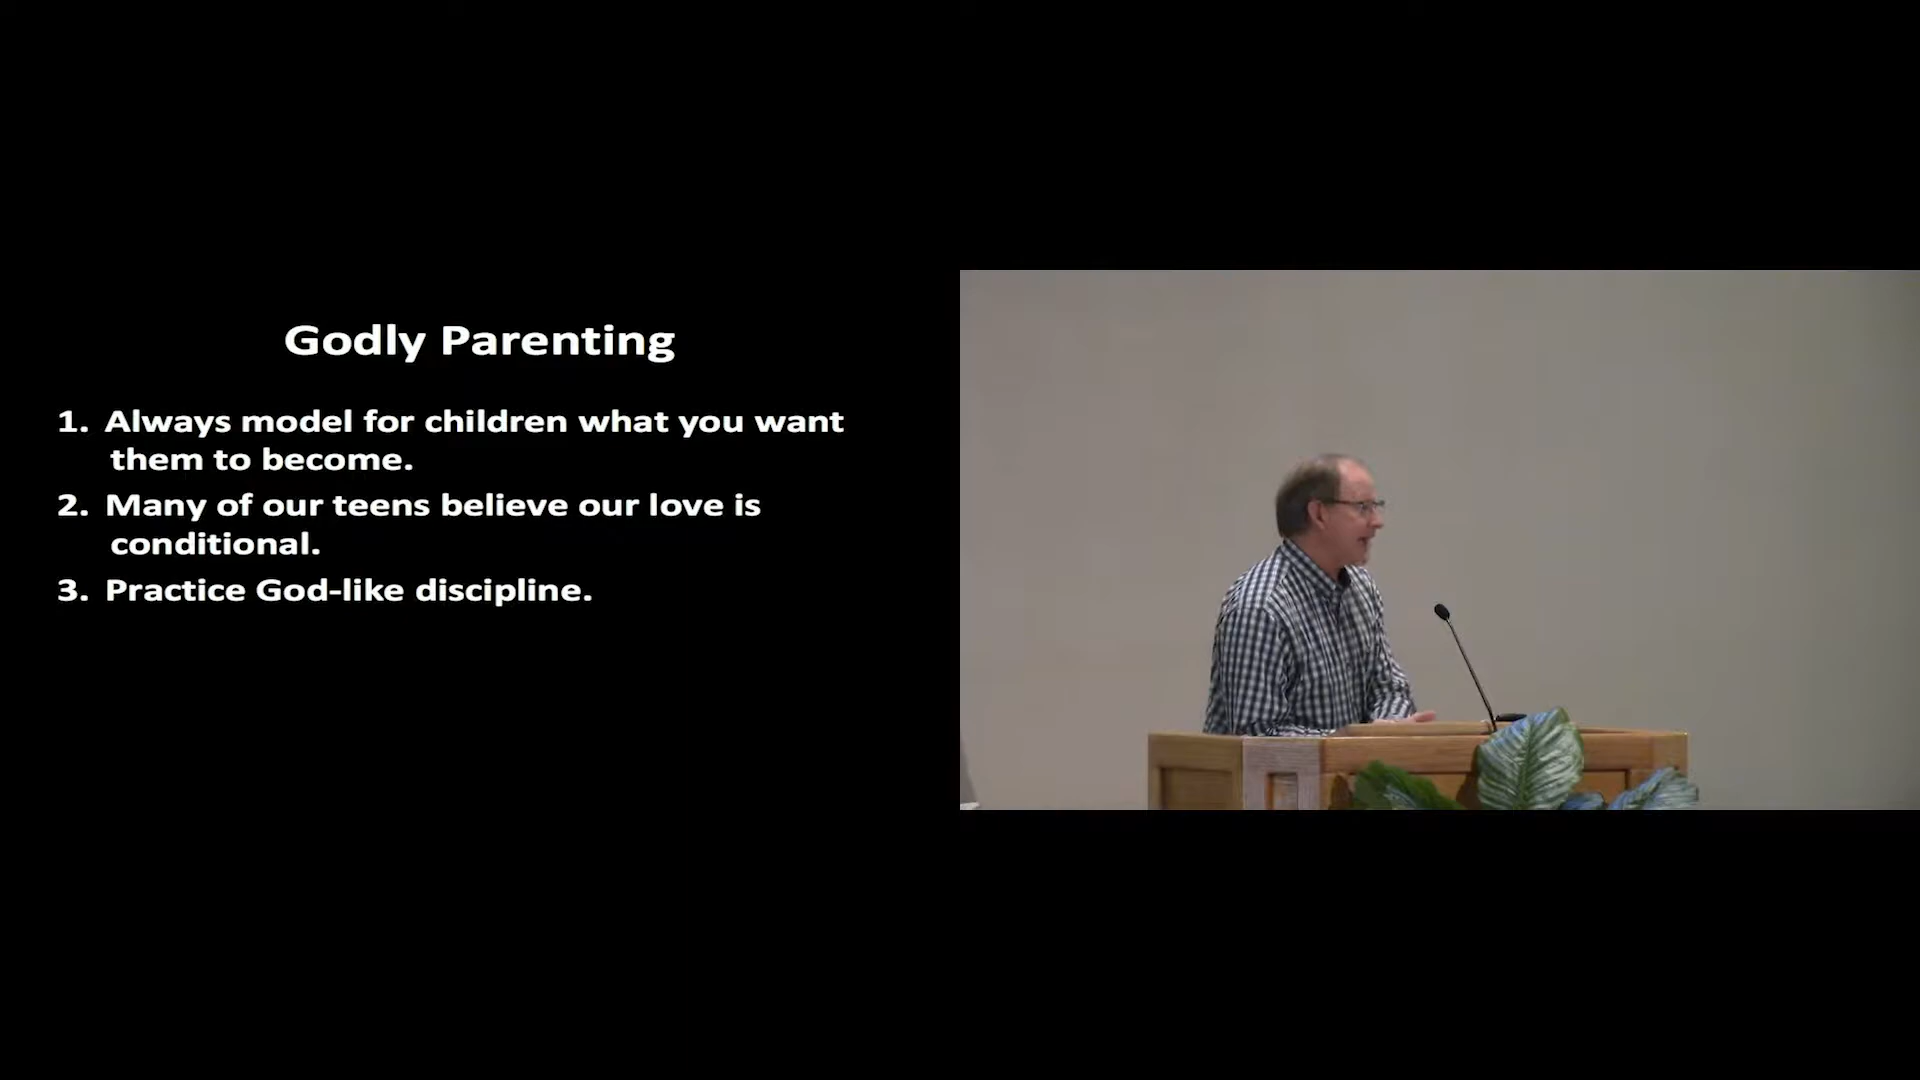 Godly Parenting
1. Always model for children what you want
them to become.
2. Many of our teens believe our love is
conditional.
3. Practice God-like discipline.